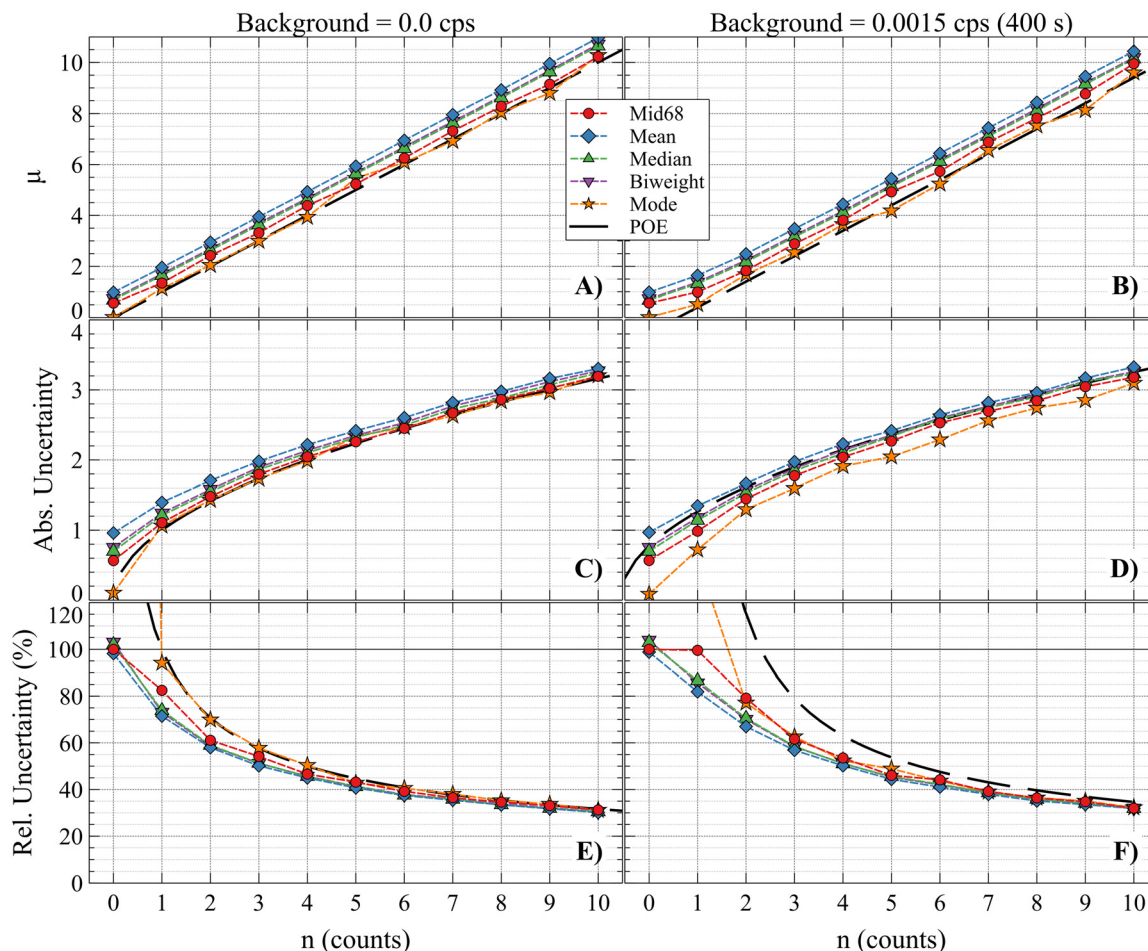 Background = 0.0 cps
Background = 0.0015 cps (400 s)
μ
10
8
6
4
2
0
A)
Mid68
Mean
Median
Biweight
Mode
POE
B)
Abs. Uncertainty
4
3
2
1
0
C)
D)
Rel. Uncertainty (%)
120
100
80
60
40
20
0
E)
F)
0 1 2 3 4 5 6 7 8 9 10
0 1 2 3 4 5 6 7 8 9 10
n (counts)
n (counts)